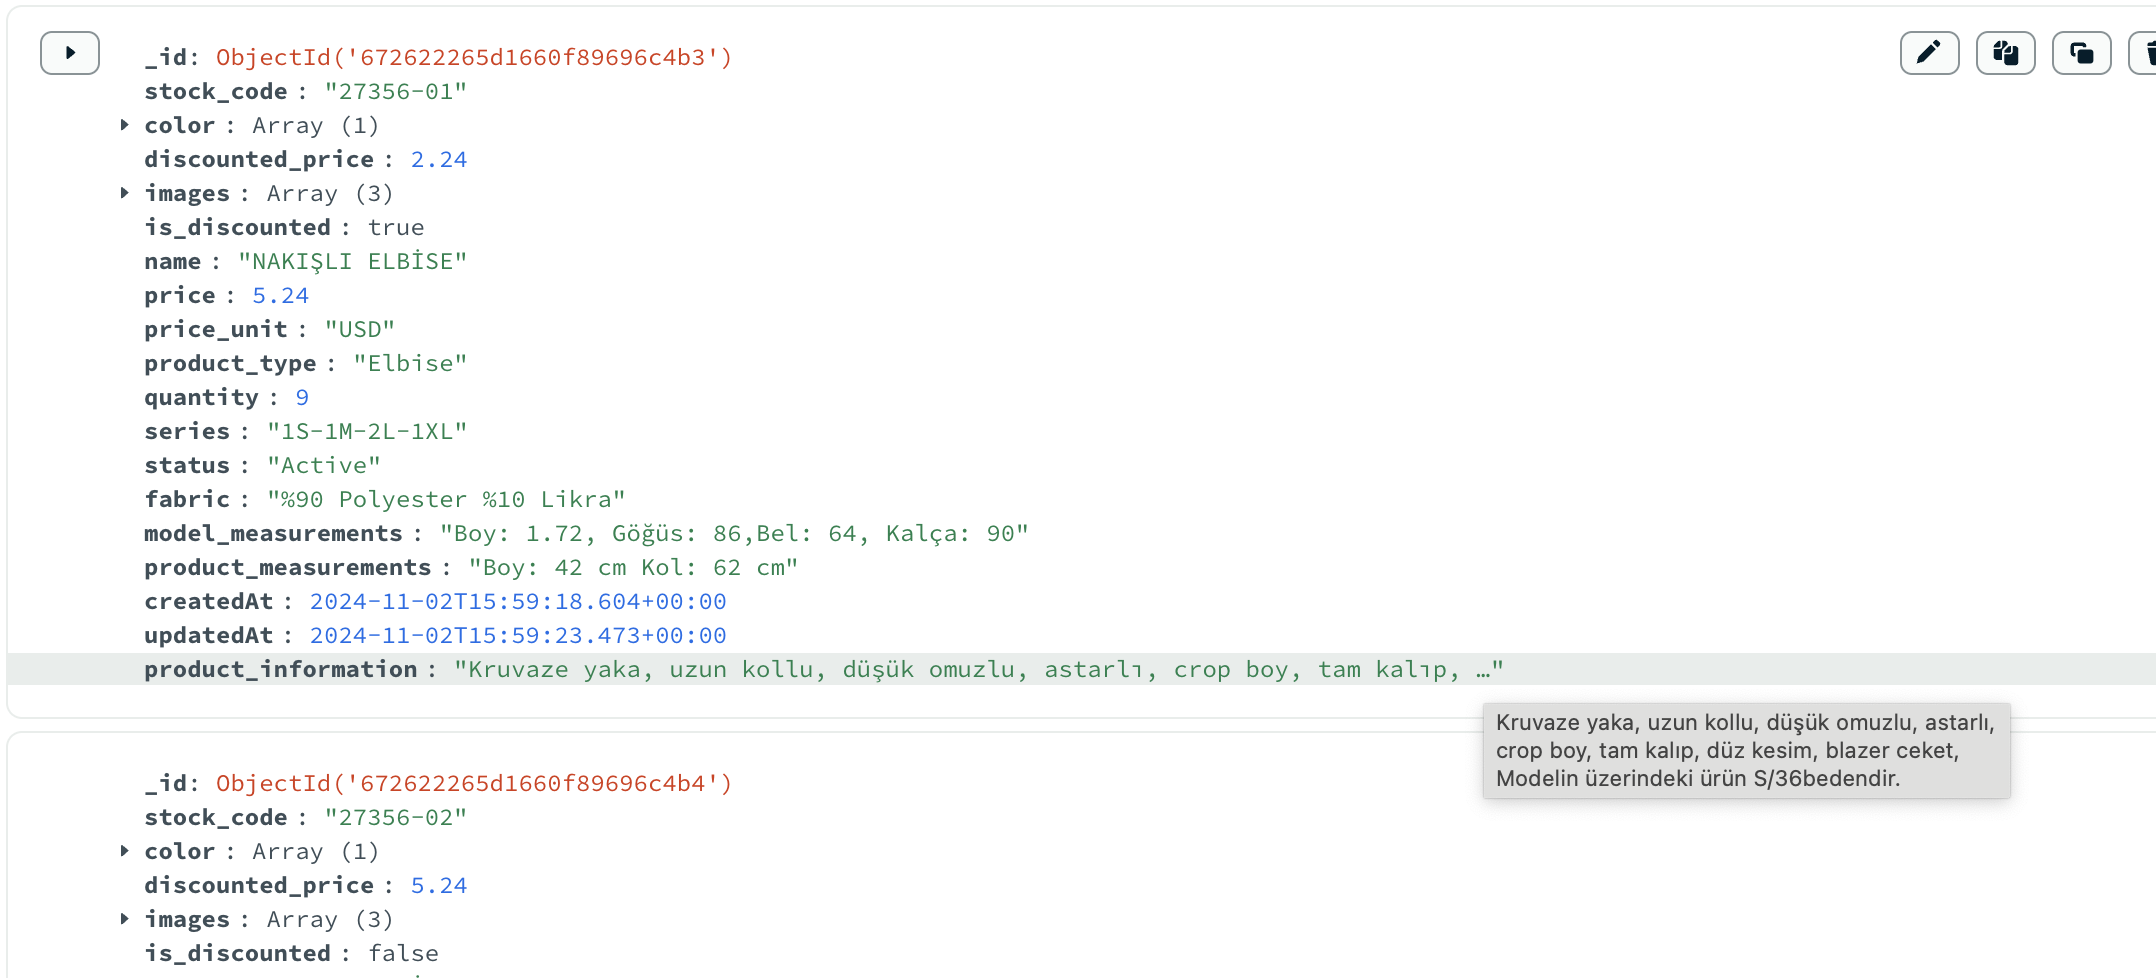 _id: ObjectId('672622265d1660f89696c4b3')
stock_code : "27356-01"
color : Array (1)
discounted_price : 2.24
images : Array (3)
is_discounted : true
name : "NAKIŞLI ELBİSE"
price : 5.24
price_unit : "USD"
product_type : "Elbise"
quantity : 9
series : "1S-1M-2L-1XL"
status : "Active"
fabric : "%90 Polyester %10 Likra"
model_measurements : "Boy: 1.72, Göğüs: 86,Bel: 64, Kalça: 90"
product_measurements : "Boy: 42 cm Kol: 62 cm"
createdAt : 2024-11-02T15:59:18.604+00:00
updatedAt : 2024-11-02T15:59:23.473+00:00
product_information : "Kruvaze yaka, uzun kollu, düşük omuzlu, astarlı, crop boy, tam kalıp, …"
Kruvaze yaka, uzun kollu, düşük omuzlu, astarlı,
crop boy, tam kalıp, düz kesim, blazer ceket,
Modelin üzerindeki ürün S/36bedendir.
_id: ObjectId('672622265d1660f89696c4b4')
stock_code : "27356-02"
color : Array (1)
discounted_price : 5.24
images : Array (3)
is_discounted : false